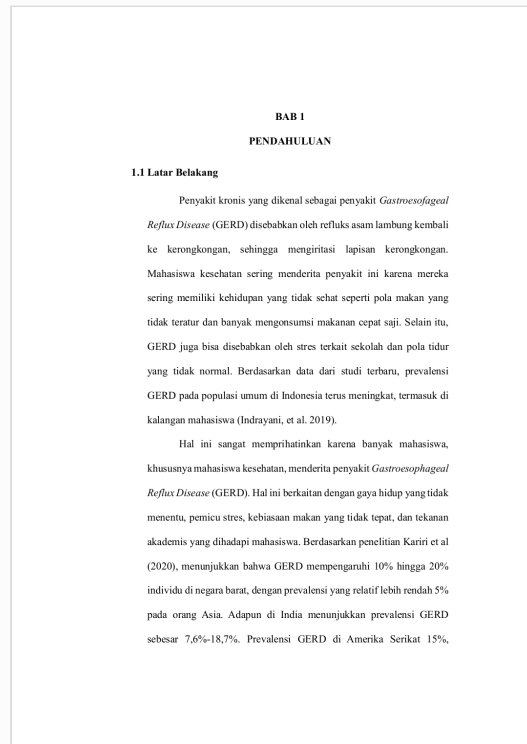 BAB 1
PENDAHULUAN
1.1 Latar Belakang
Penyakit kronis yang dikenal sebagai penyakit Gastroesofageal
Reflux Disease (GERD) disebabkan oleh refluks asam lambung kembali
ke kerongkongan, sehingga mengiritasi lapisan kerongkongan.
Mahasiswa kesehatan sering menderita penyakit ini karena mereka
sering memiliki kehidupan yang tidak sehat seperti pola makan yang
tidak teratur dan banyak mengonsumsi makanan cepat saji. Selain itu,
GERD juga bisa disebabkan oleh stres terkait sekolah dan pola tidur
yang tidak normal. Berdasarkan data dari studi terbaru, prevalensi
GERD pada populasi umum di Indonesia terus meningkat, termasuk di
kalangan mahasiswa (Indrayani, et al. 2019).
Hal ini sangat memprihatinkan karena banyak mahasiswa,
khususnya mahasiswa kesehatan, menderita penyakit Gastroesophageal
Reflux Disease (GERD). Hal ini berkaitan dengan gaya hidup yang tidak
menentu, pemicu stres, kebiasaan makan yang tidak tepat, dan tekanan
akademis yang dihadapi mahasiswa. Berdasarkan penelitian Kariri et al
(2020), menunjukkan bahwa GERD mempengaruhi 10% hingga 20%
individu di negara barat, dengan prevalensi yang relatif lebih rendah 5%
pada orang Asia. Adapun di India menunjukkan prevalensi GERD
sebesar 7,6%-18,7%. Prevalensi GERD di Amerika Serikat 15%,